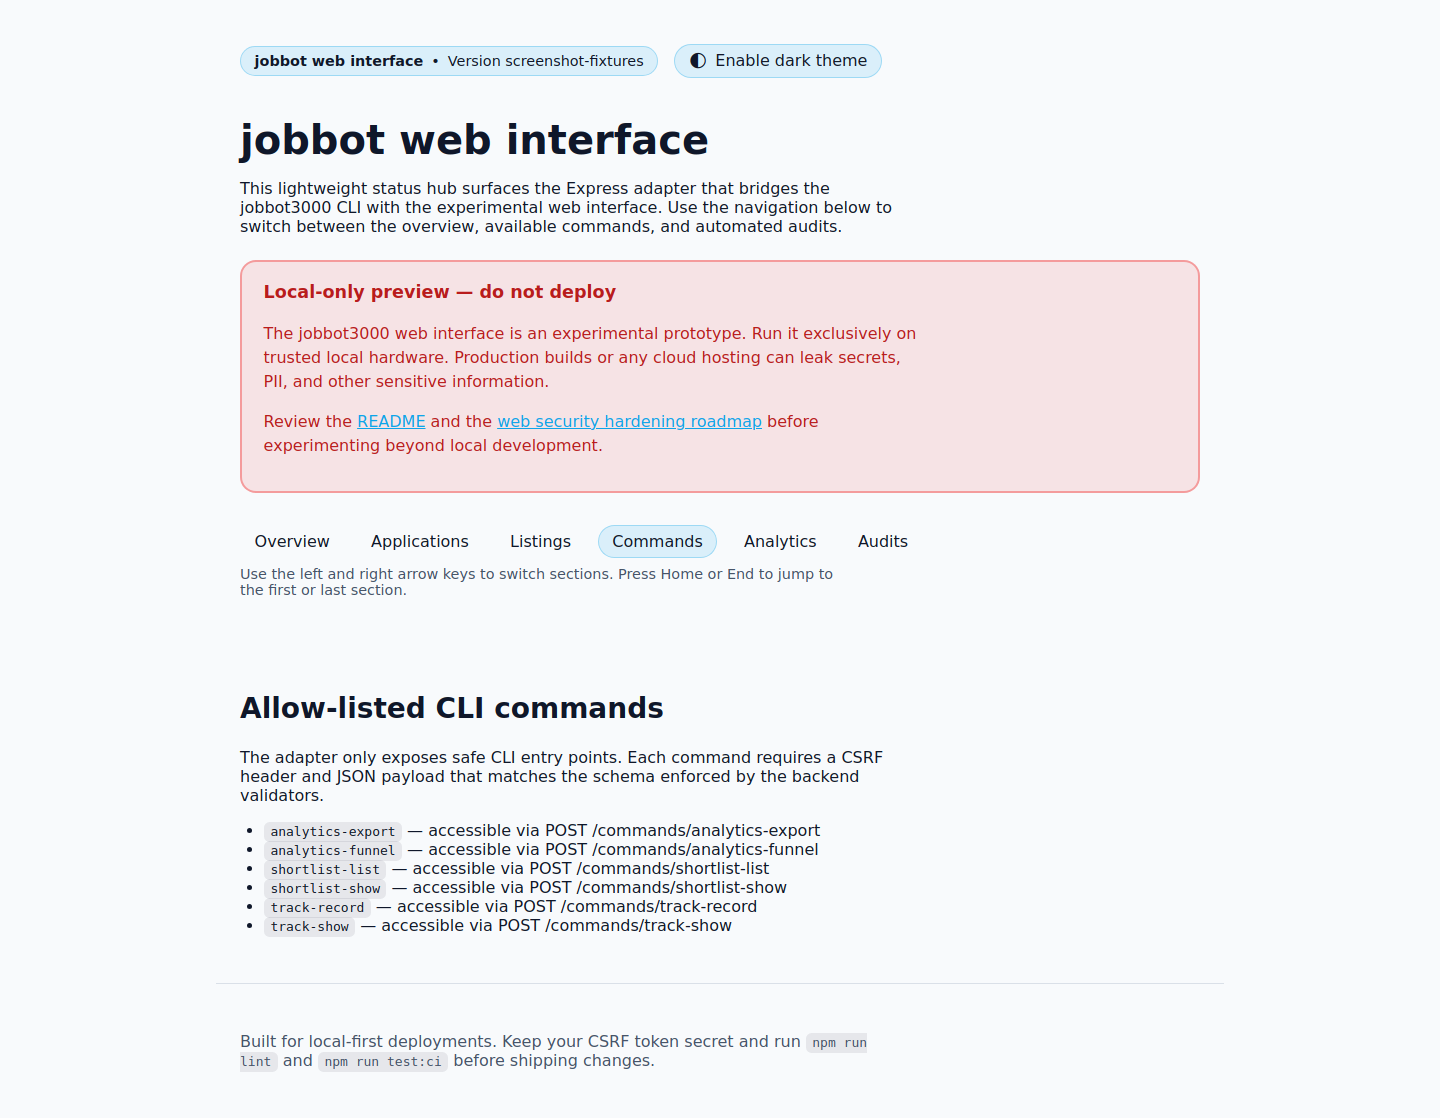 jobbot web interface • Version screenshot-fixtures
Enable dark theme
jobbot web interface
This lightweight status hub surfaces the Express adapter that bridges the
jobbot3000 CLI with the experimental web interface. Use the navigation below to
switch between the overview, available commands, and automated audits.
Local-only preview — do not deploy
The jobbot3000 web interface is an experimental prototype. Run it exclusively on
trusted local hardware. Production builds or any cloud hosting can leak secrets,
PII, and other sensitive information.
Review the README and the web security hardening roadmap before
experimenting beyond local development.
Overview Applications Listings Commands Analytics Audits
Use the left and right arrow keys to switch sections. Press Home or End to jump to
the first or last section.
Allow-listed CLI commands
The adapter only exposes safe CLI entry points. Each command requires a CSRF
header and JSON payload that matches the schema enforced by the backend
validators.
• analytics-export — accessible via POST /commands/analytics-export
• analytics-funnel — accessible via POST /commands/analytics-funnel
• shortlist-list — accessible via POST /commands/shortlist-list
• shortlist-show — accessible via POST /commands/shortlist-show
• track-record — accessible via POST /commands/track-record
• track-show — accessible via POST /commands/track-show
Built for local-first deployments. Keep your CSRF token secret and run npm run
lint and npm run test:ci before shipping changes.